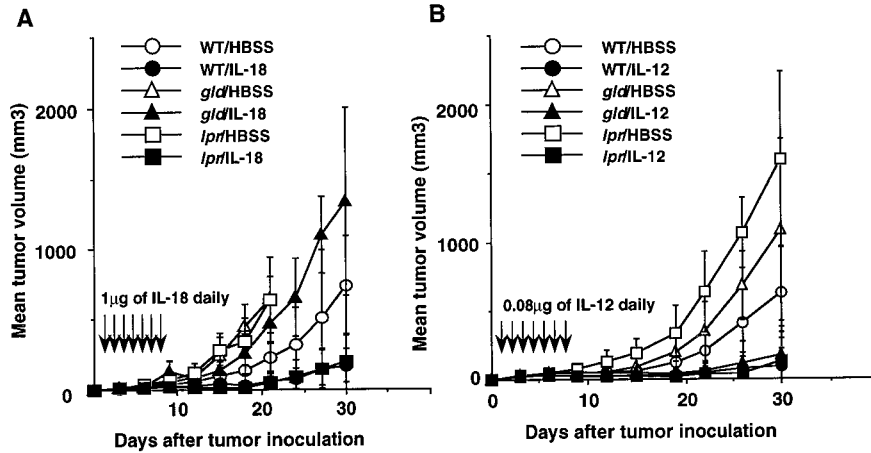 A
WT/HBSS
WT/IL-18
gld/HBSS
gld/IL-18
lpr/HBSS
lpr/IL-18
2000
1000
0
Mean tumor volume (mm3)
1μg of IL-18 daily
10
20
30
Days after tumor inoculation
B
WT/HBSS
WT/IL-12
gld/HBSS
gld/IL-12
lpr/HBSS
lpr/IL-12
2000
1000
0
Mean tumor volume (mm3)
0.08μg of IL-12 daily
0
10
20
30
Days after tumor inoculation